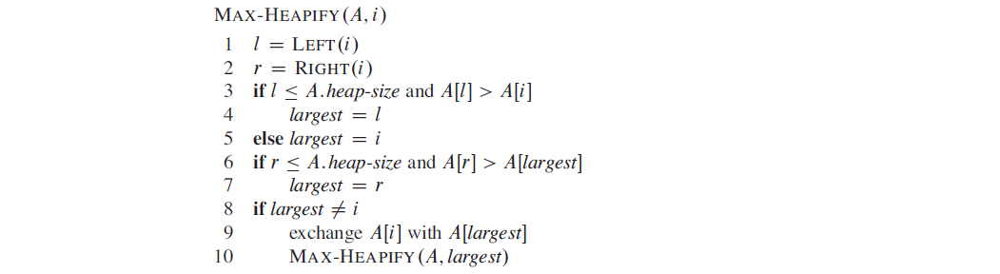 MAX-HEAPIFY(A, i)
1 l = LEFT(i)
2 r = RIGHT(i)
3 if l ≤ A.heap-size and A[l] > A[i]
4 largest = l
5 else largest = i
6 if r ≤ A.heap-size and A[r] > A[largest]
7 largest = r
8 if largest ≠ i
9 exchange A[i] with A[largest]
10 MAX-HEAPIFY(A, largest)